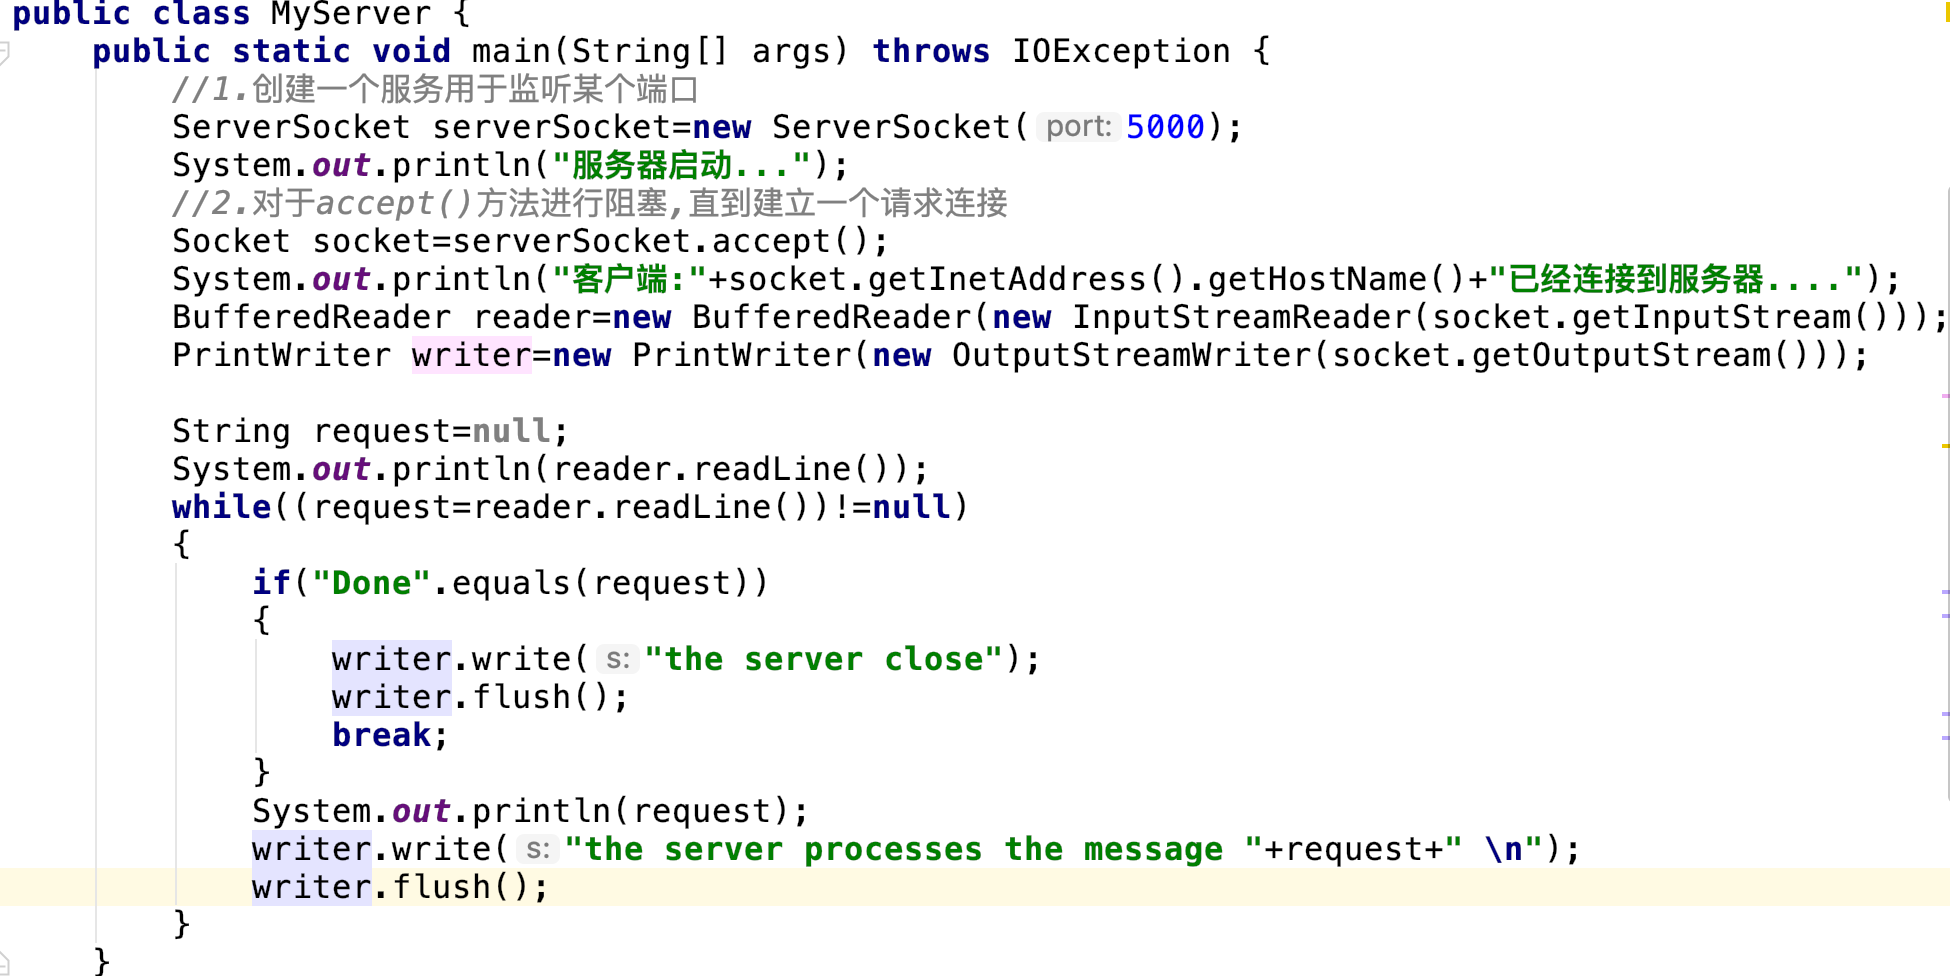 public class MyServer {
    public static void main(String[] args) throws IOException {
        //1.创建一个服务用于监听某个端口
        ServerSocket serverSocket=new ServerSocket( port: 5000);
        System.out.println("服务器启动...");
        //2.对于accept()方法进行阻塞,直到建立一个请求连接
        Socket socket=serverSocket.accept();
        System.out.println("客户端:"+socket.getInetAddress().getHostName()+"已经连接到服务器....");
        BufferedReader reader=new BufferedReader(new InputStreamReader(socket.getInputStream()));
        PrintWriter writer=new PrintWriter(new OutputStreamWriter(socket.getOutputStream()));
        String request=null;
        System.out.println(reader.readLine());
        while((request=reader.readLine())!=null)
        {
            if("Done".equals(request))
            {
                writer.write( s: "the server close");
                writer.flush();
                break;
            }
            System.out.println(request);
            writer.write( s: "the server processes the message "+request+" \n");
            writer.flush();
        }
    }